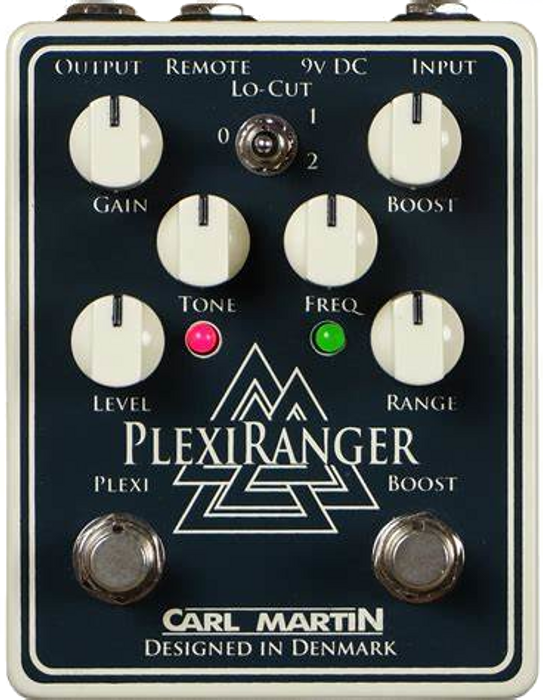 OUTPUT REMOTE 9V DC INPUT
LO-CUT
0 1
2
GAIN BOOST
TONE FREQ
LEVEL RANGE
PLEXIRANGER
PLEXI BOOST
CARL MARTIN
DESIGNED IN DENMARK